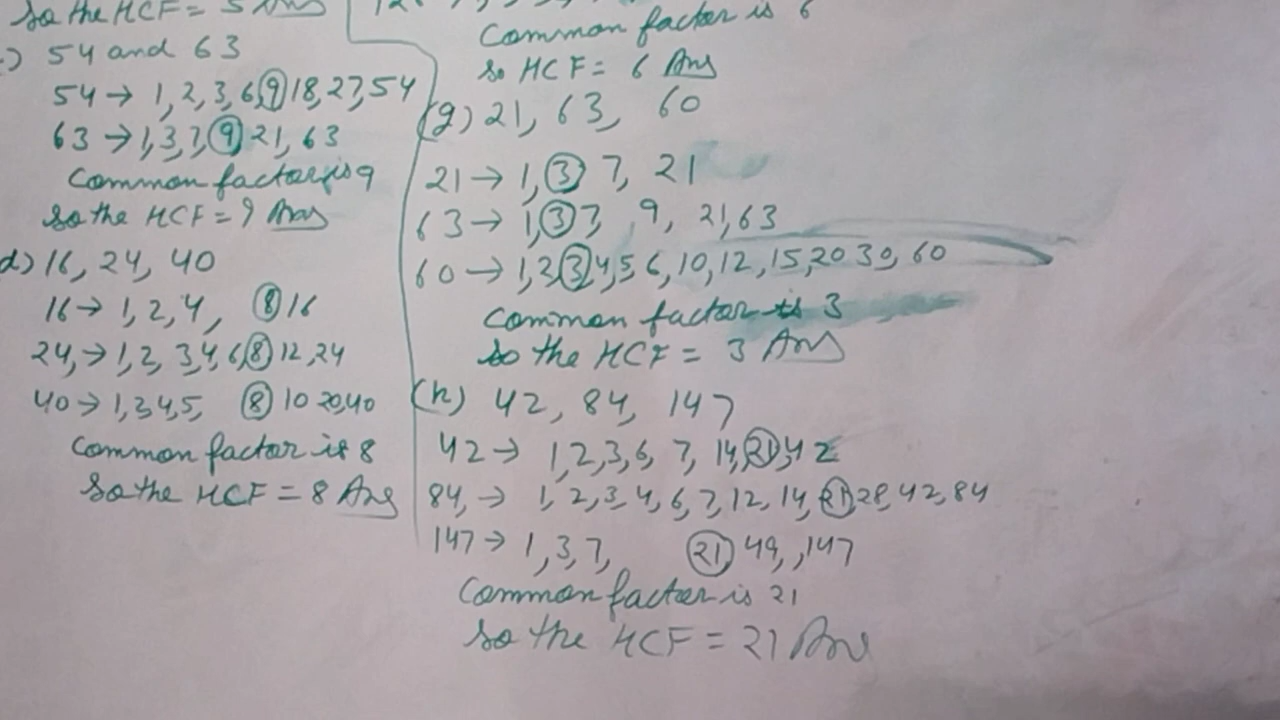 So the HCF = 5 Ans
54 and 63
54 → 1, 2, 3, 6, 9 18, 27, 54
63 → 1, 3, 7, 9 21, 63
Common factor is 9
so the HCF = 9 Ans
d) 16, 24, 40
16 → 1, 2, 4, 8 16
24, → 1, 2, 3, 4, 6, 8 12, 24
40 → 1, 2 4, 5, 8 10 20, 40
Common factor is 8
So the HCF = 8 Ans
Common factor is 6
so HCF = 6 Ans
(g) 21, 63, 60
21 → 1, 3, 7, 21
63 → 1, 3 7, 9, 21, 63
60 → 1, 2 3 4, 5 6, 10, 12, 15, 20 30, 60
Common factor is 3
So the HCF = 3 Ans
(h) 42, 84, 147
42 → 1, 2, 3, 6, 7, 14, 21, 42
84, → 1, 2, 3, 4, 6, 7, 12, 14, 21, 28, 42, 84
147 → 1, 3, 7, 21 49, , 147
Common factor is 21
So the HCF = 21 Ans